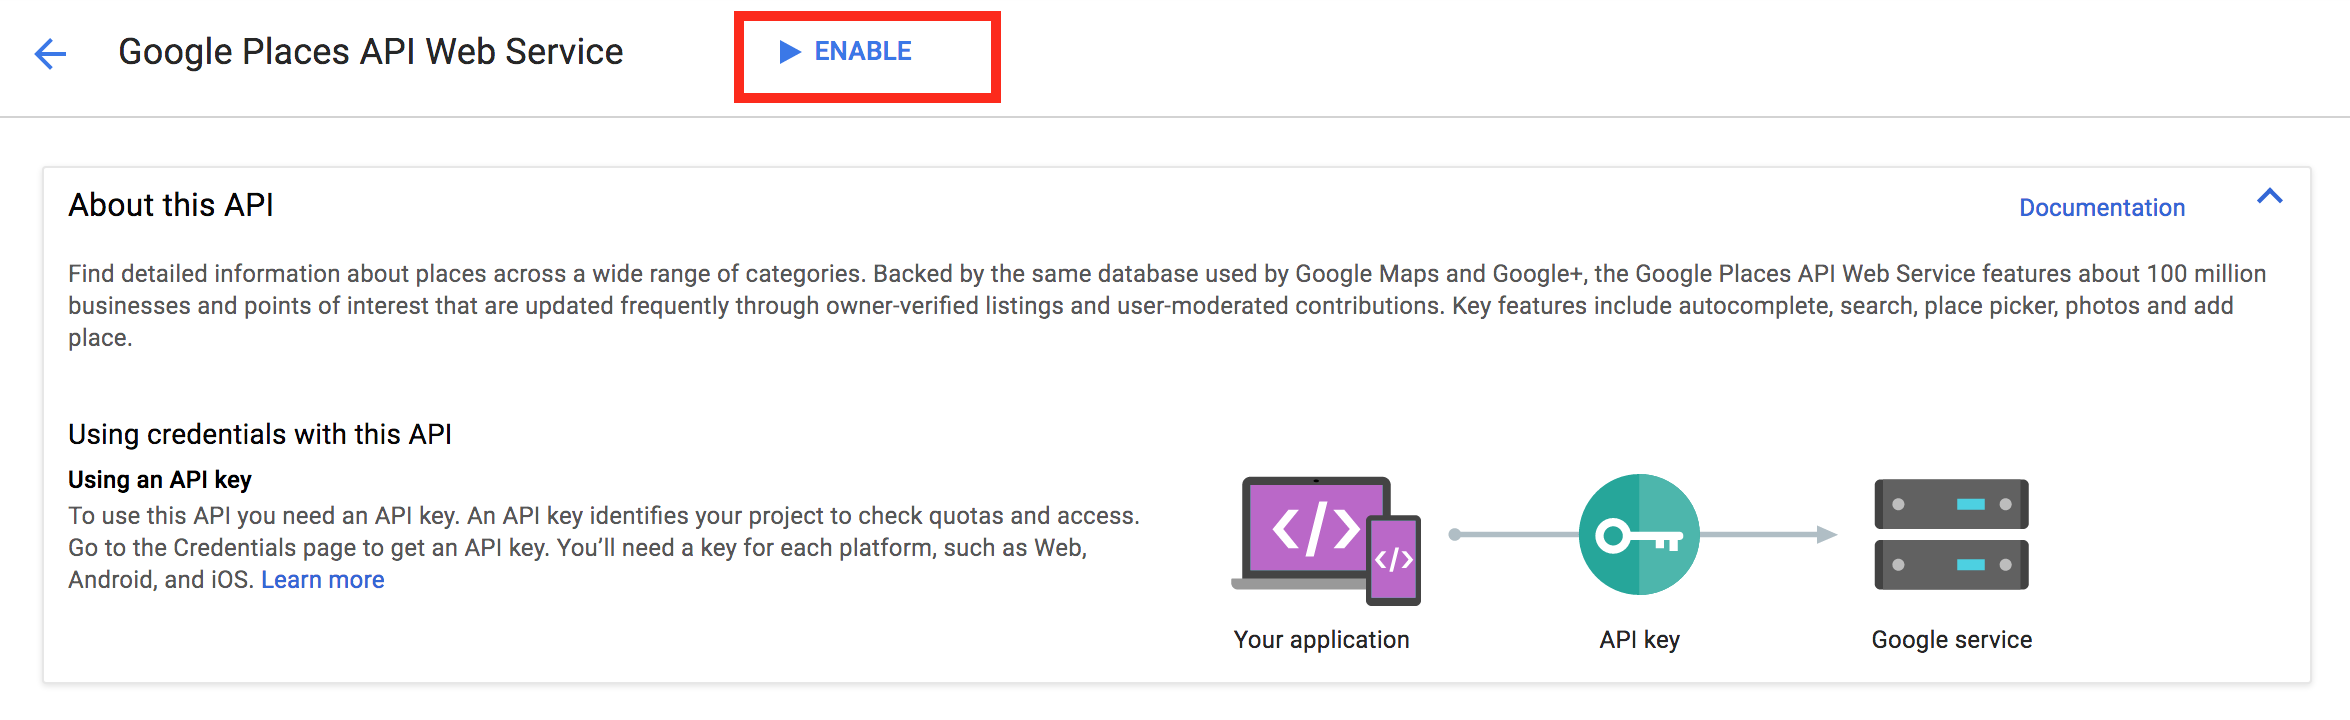 Google Places API Web Service
ENABLE
About this API
Documentation
Find detailed information about places across a wide range of categories. Backed by the same database used by Google Maps and Google+, the Google Places API Web Service features about 100 million
businesses and points of interest that are updated frequently through owner-verified listings and user-moderated contributions. Key features include autocomplete, search, place picker, photos and add
place.
Using credentials with this API
Using an API key
To use this API you need an API key. An API key identifies your project to check quotas and access.
Go to the Credentials page to get an API key. You’ll need a key for each platform, such as Web,
Android, and iOS. Learn more
</>
</>
Your application
API key
Google service